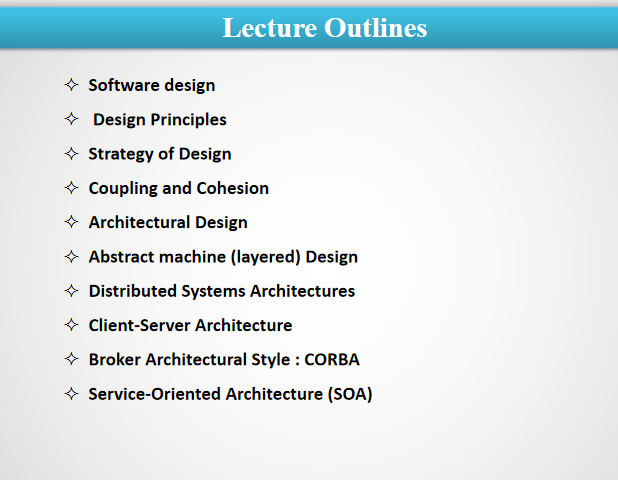 Lecture Outlines
✧ Software design
✧ Design Principles
✧ Strategy of Design
✧ Coupling and Cohesion
✧ Architectural Design
✧ Abstract machine (layered) Design
✧ Distributed Systems Architectures
✧ Client-Server Architecture
✧ Broker Architectural Style : CORBA
✧ Service-Oriented Architecture (SOA)